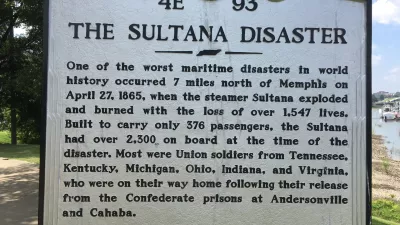 4E 93
THE SULTANA DISASTER
One of the worst maritime disasters in world
history occurred 7 miles north of Memphis on
April 27, 1865, when the steamer Sultana exploded
and burned with the loss of over 1,547 lives.
Built to carry only 376 passengers, the Sultana
had over 2,300 on board at the time of the
disaster. Most were Union soldiers from Tennessee,
Kentucky, Michigan, Ohio, Indiana, and Virginia,
who were on their way home following their release
from the Confederate prisons at Andersonville
and Cahaba.